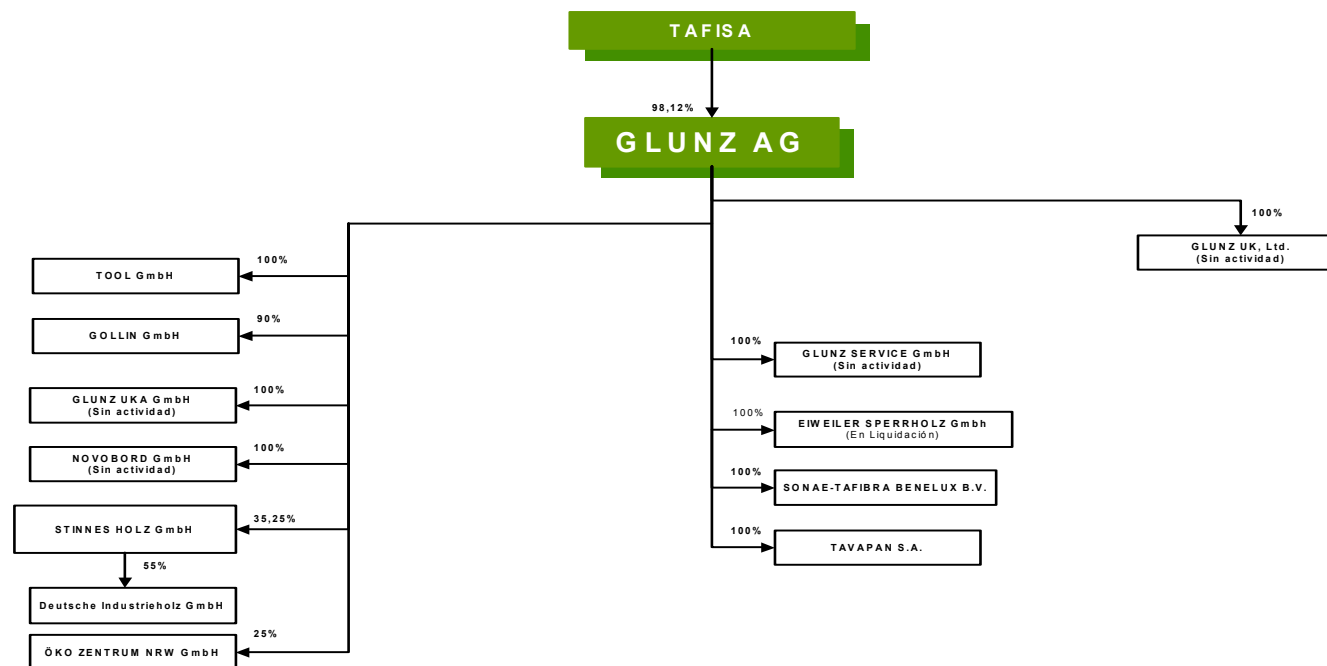 TAFISA
98,12%
GLUNZ AG
100%
GLUNZ UK, Ltd.
(Sin actividad)
100%
TOOL GmbH
90%
GOLLIN GmbH
100%
GLUNZ UKA GmbH
(Sin actividad)
100%
NOVOBORD GmbH
(Sin actividad)
35,25%
STINNES HOLZ GmbH
55%
Deutsche Industrieholz GmbH
25%
ÖKO ZENTRUM NRW GmbH
100%
GLUNZ SERVICE GmbH
(Sin actividad)
100%
EIWEILER SPERRHOLZ Gmbh
(En Liquidación)
100%
SONAE-TAFIBRA BENELUX B.V.
100%
TAVAPAN S.A.